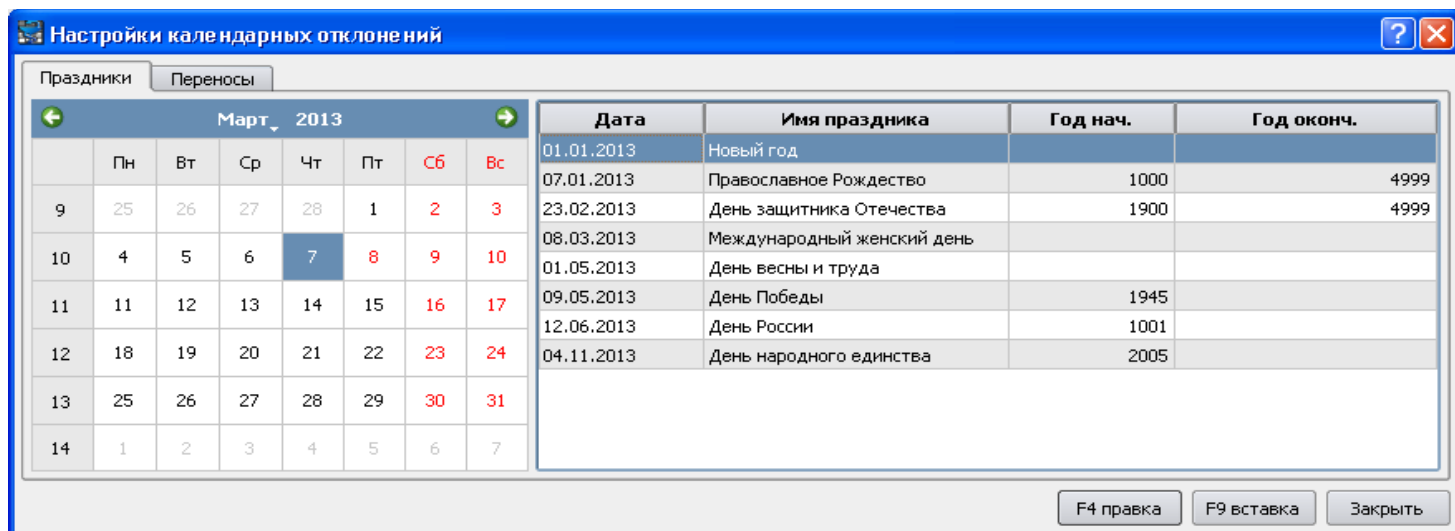 Настройки календарных отклонений
Праздники Переносы
Март 2013
Пн Вт Ср Чт Пт Сб Вс
9 25 26 27 28 1 2 3
10 4 5 6 7 8 9 10
11 11 12 13 14 15 16 17
12 18 19 20 21 22 23 24
13 25 26 27 28 29 30 31
14 1 2 3 4 5 6 7
Дата Имя праздника Год нач. Год оконч.
01.01.2013 Новый год
07.01.2013 Православное Рождество 1000 4999
23.02.2013 День защитника Отечества 1900 4999
08.03.2013 Международный женский день
01.05.2013 День весны и труда
09.05.2013 День Победы 1945
12.06.2013 День России 1001
04.11.2013 День народного единства 2005
F4 правка F9 вставка Закрыть